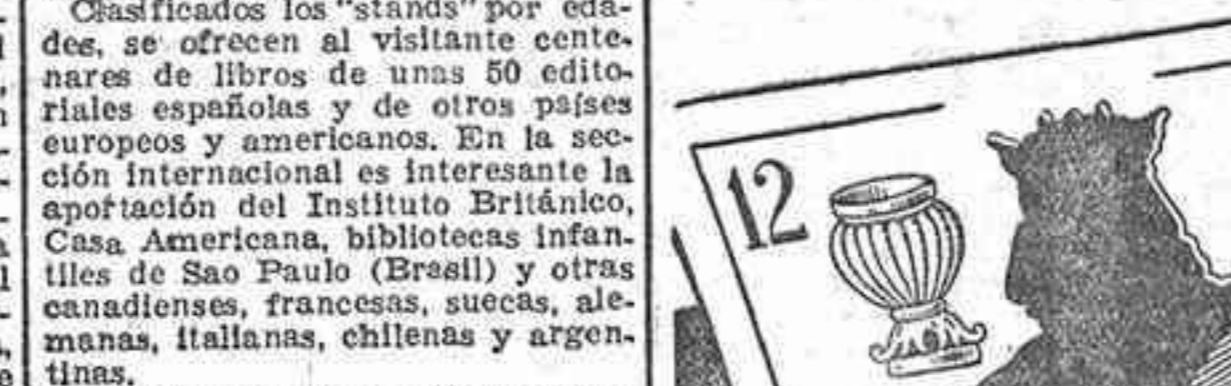 Clasificados los "stands" por eda-
des, se ofrecen al visitante cente-
nares de libros de unas 50 edito-
riales españolas y de otros países
europeos y americanos. En la sec-
ción internacional es interesante la
aportación del Instituto Británico,
Casa Americana, bibliotecas infan-
tiles de Sao Paulo (Brasil) y otras
canadienses, francesas, suecas, ale-
manas, italianas, chilenas y argen-
tinas.
12